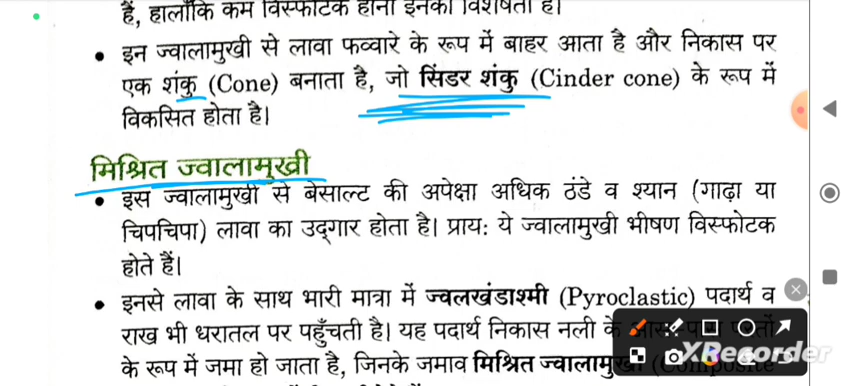 हैं, हालाँकि कम विस्फोटक होना इनकी विशेषता है।
• इन ज्वालामुखी से लावा फव्वारे के रूप में बाहर आता है और निकास पर
एक शंकु (Cone) बनाता है, जो सिंडर शंकु (Cinder cone) के रूप में
विकसित होता है।
मिश्रित ज्वालामुखी
• इस ज्वालामुखी से बेसाल्ट की अपेक्षा अधिक ठंडे व श्यान (गाढ़ा या
चिपचिपा) लावा का उद्‌गार होता है। प्राय: ये ज्वालामुखी भीषण विस्फोटक
होते हैं।
• इनसे लावा के साथ भारी मात्रा में ज्वलखंडाश्मी (Pyroclastic) पदार्थ व
राख भी धरातल पर पहुँचती है। यह पदार्थ निकास नली के
के रूप में जमा हो जाता है, जिनके जमाव मिश्रित ज्वालामुखी (Composite
XRecorder